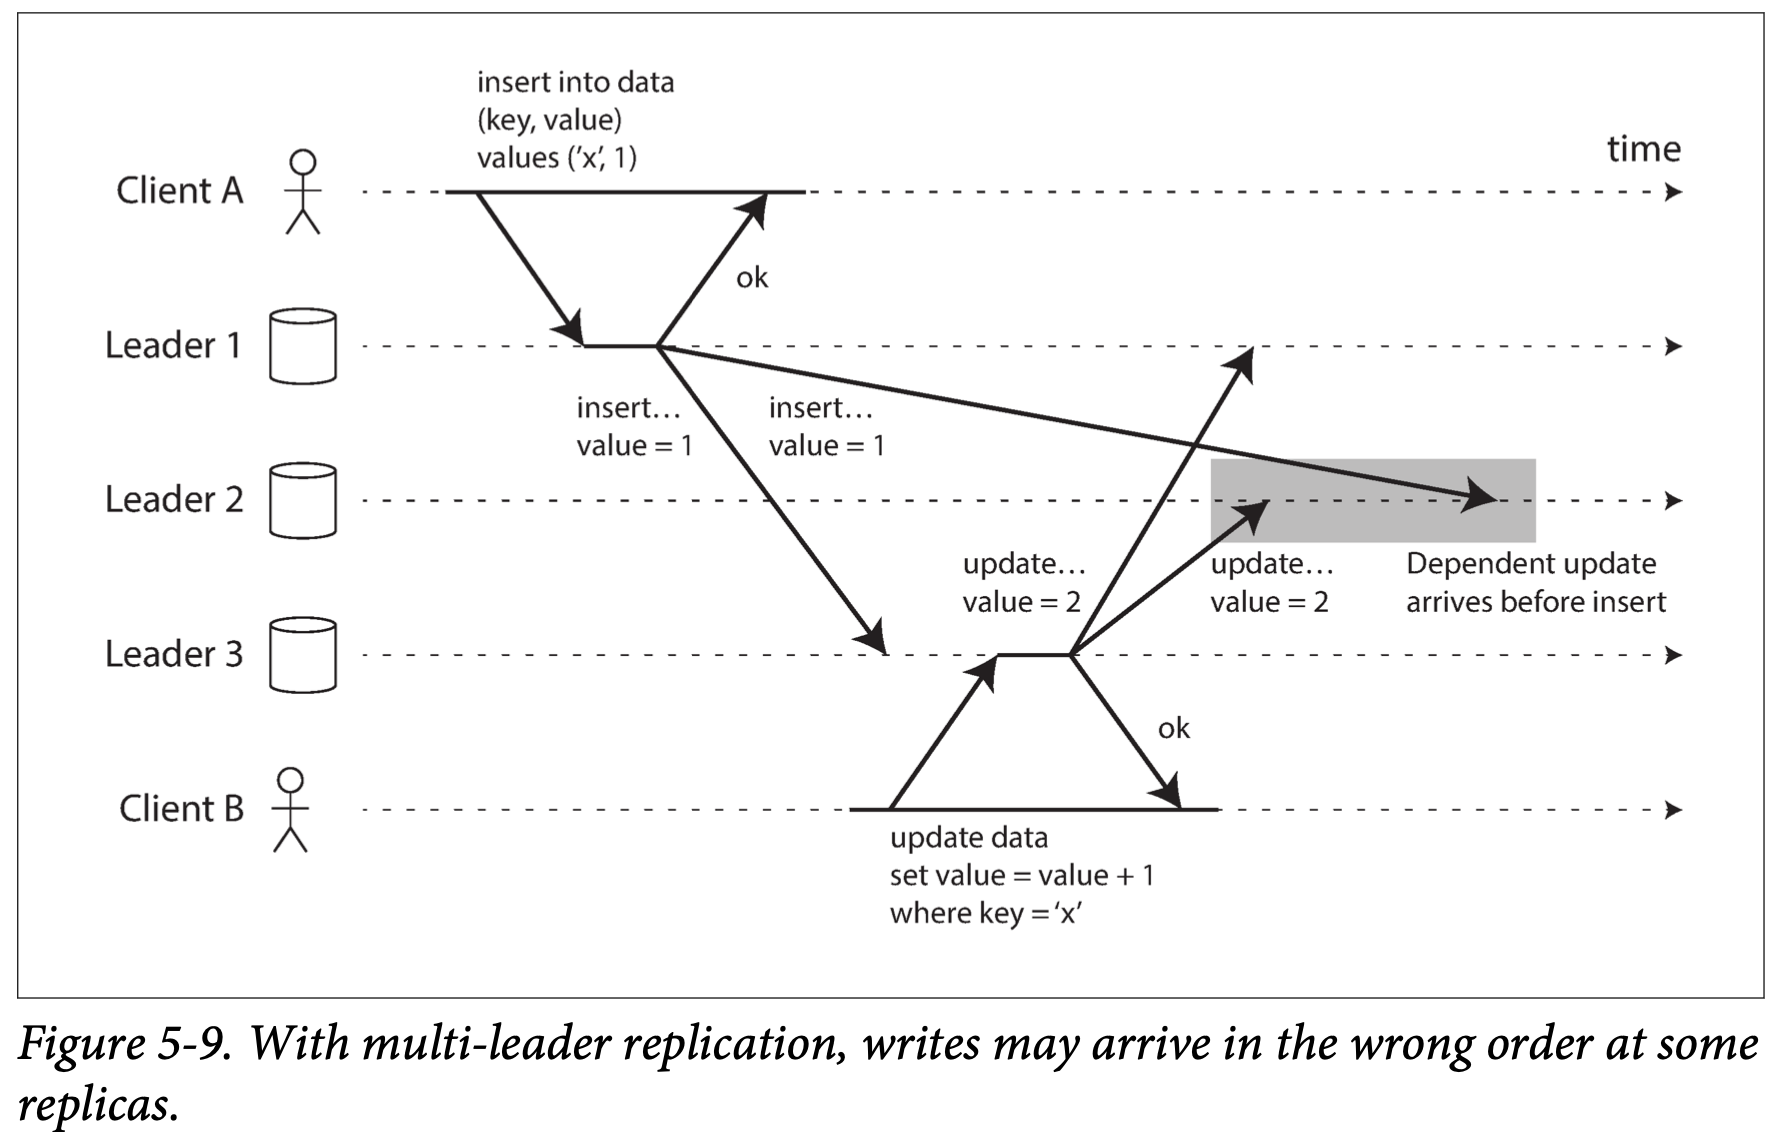 insert into data
(key, value)
values (’x’, 1)
time
Client A
ok
Leader 1
insert…
value = 1
insert…
value = 1
Leader 2
update…
value = 2
update…
value = 2
Dependent update
arrives before insert
Leader 3
ok
Client B
update data
set value = value + 1
where key = ‘x’
Figure 5-9. With multi-leader replication, writes may arrive in the wrong order at some
replicas.